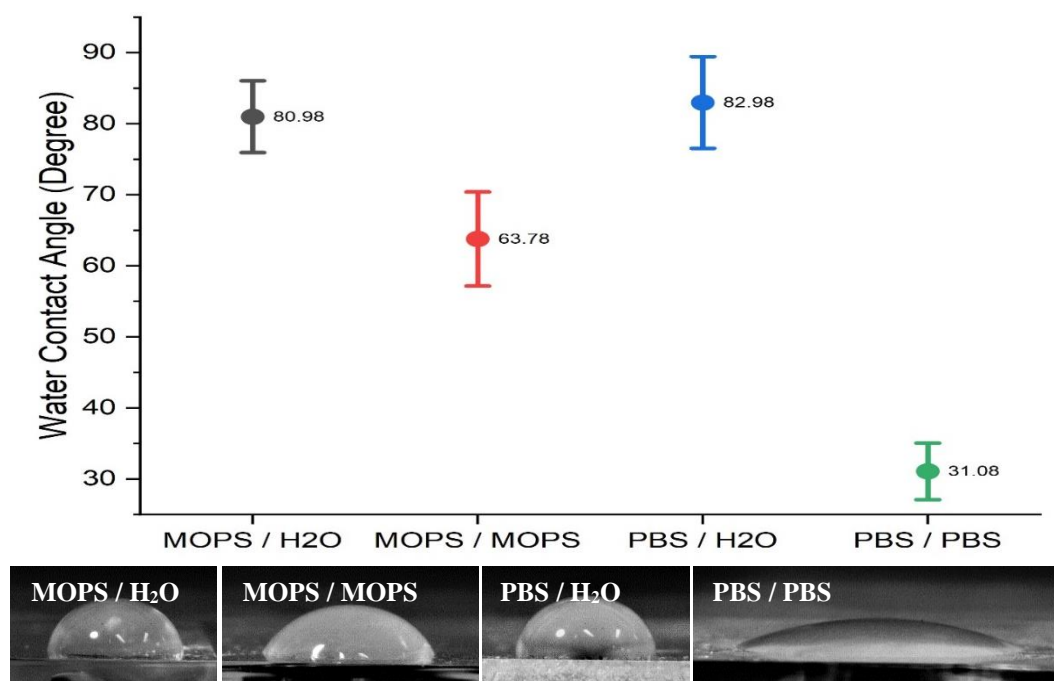 Water Contact Angle (Degree)
90
80
70
60
50
40
30
80.98
63.78
82.98
31.08
MOPS / H2O
MOPS / MOPS
PBS / H2O
PBS / PBS
MOPS / H₂O
MOPS / MOPS
PBS / H₂O
PBS / PBS